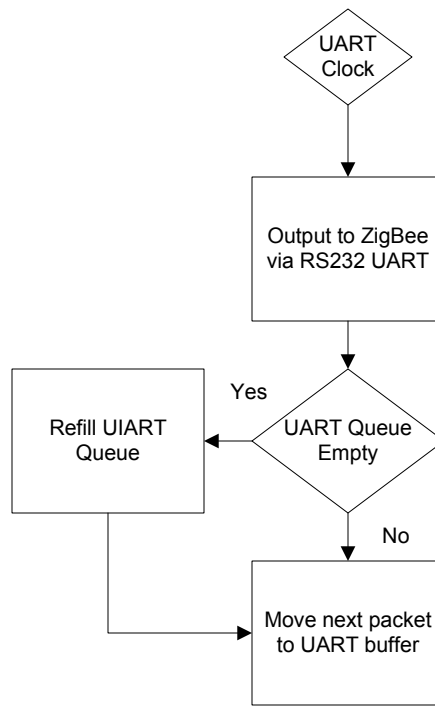 UART
Clock
Output to ZigBee
via RS232 UART
Yes
UART Queue
Empty
Refill UIART
Queue
No
Move next packet
to UART buffer